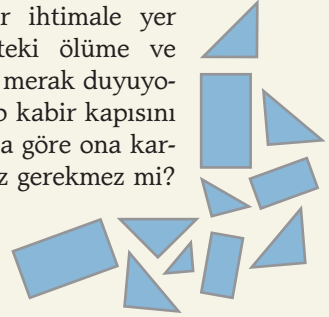 r ihtimale yer
teki ölüme ve
merak duyuyo-
p kabir kapısını
a göre ona kar-
z gerekmez mi?